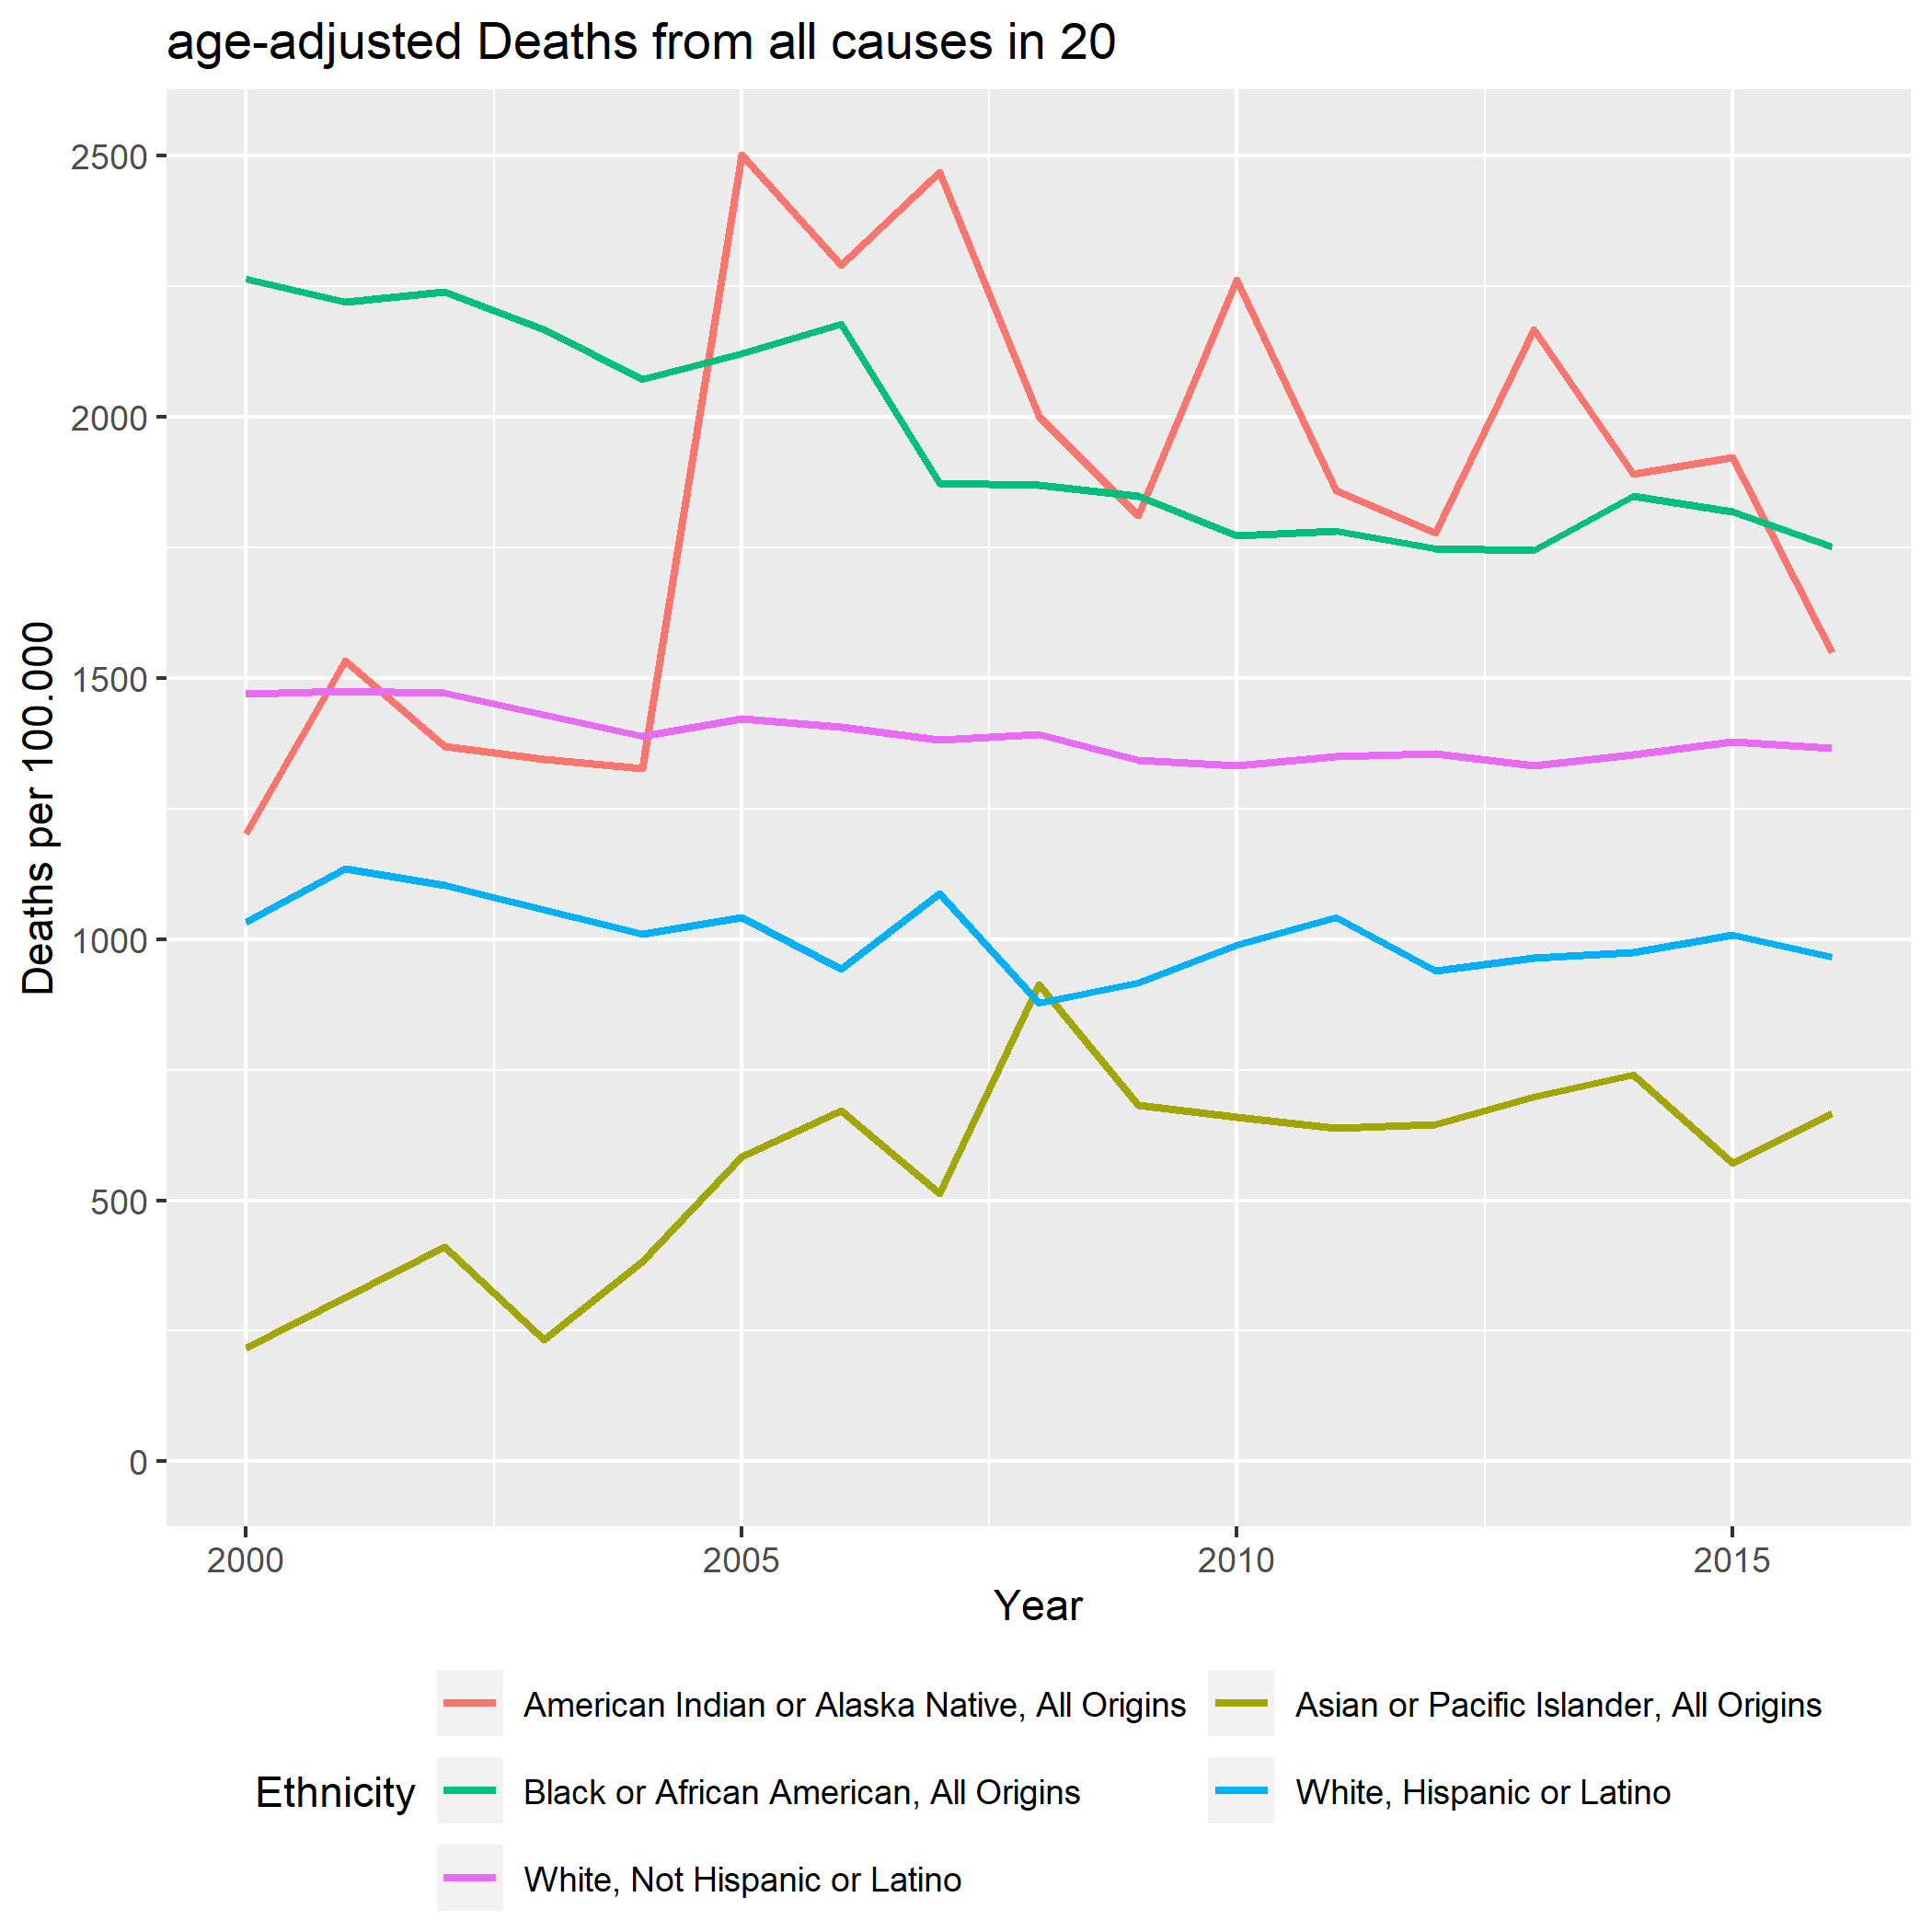 age-adjusted Deaths from all causes in 20
2500
2000
1500
1000
500
0
Deaths per 100.000
2000 2005 2010 2015
Year
Ethnicity
American Indian or Alaska Native, All Origins
Asian or Pacific Islander, All Origins
Black or African American, All Origins
White, Hispanic or Latino
White, Not Hispanic or Latino